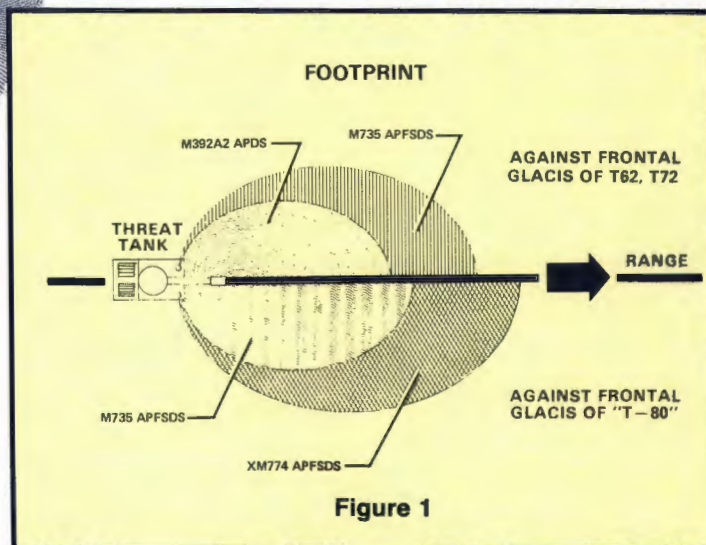 FOOTPRINT
M392A2 APDS
M735 APFSDS
AGAINST FRONTAL
GLACIS OF T62, T72
THREAT
TANK
RANGE
M735 APFSDS
AGAINST FRONTAL
GLACIS OF "T–80"
XM774 APFSDS
Figure 1